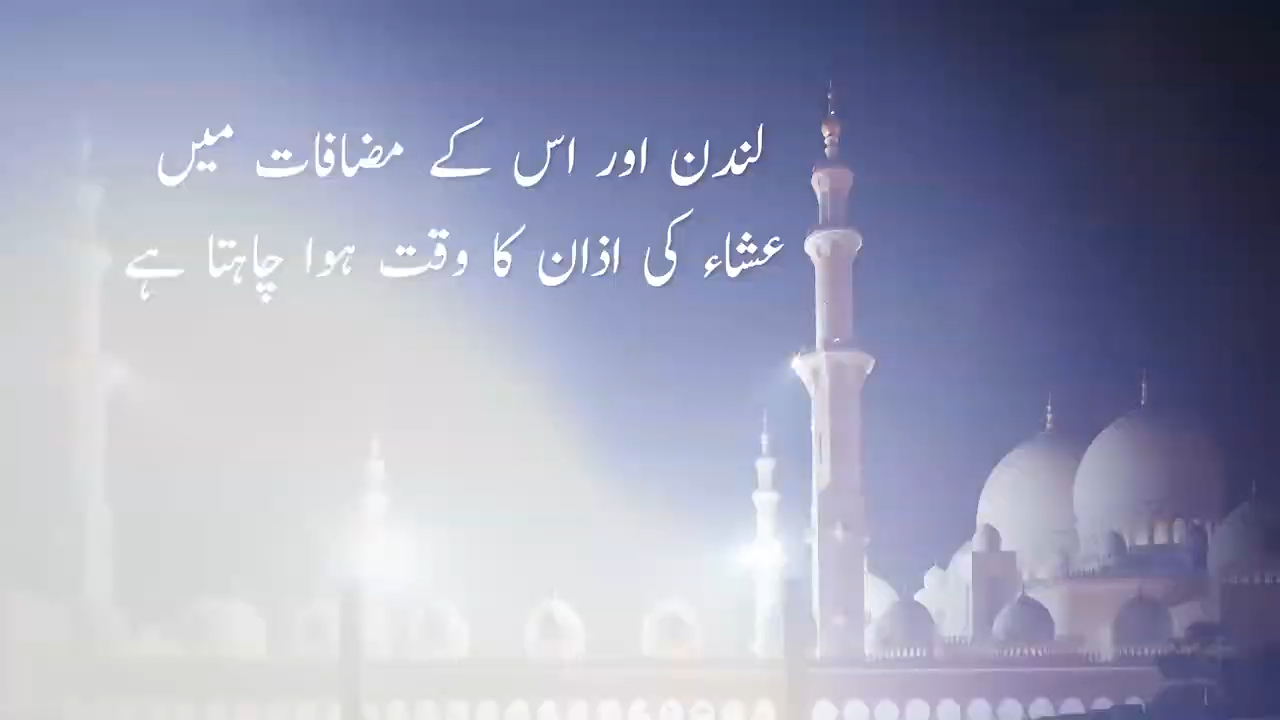 لندن اور اس کے مضافات میں
عشاء کی اذان کا وقت ہوا چاہتا ہے